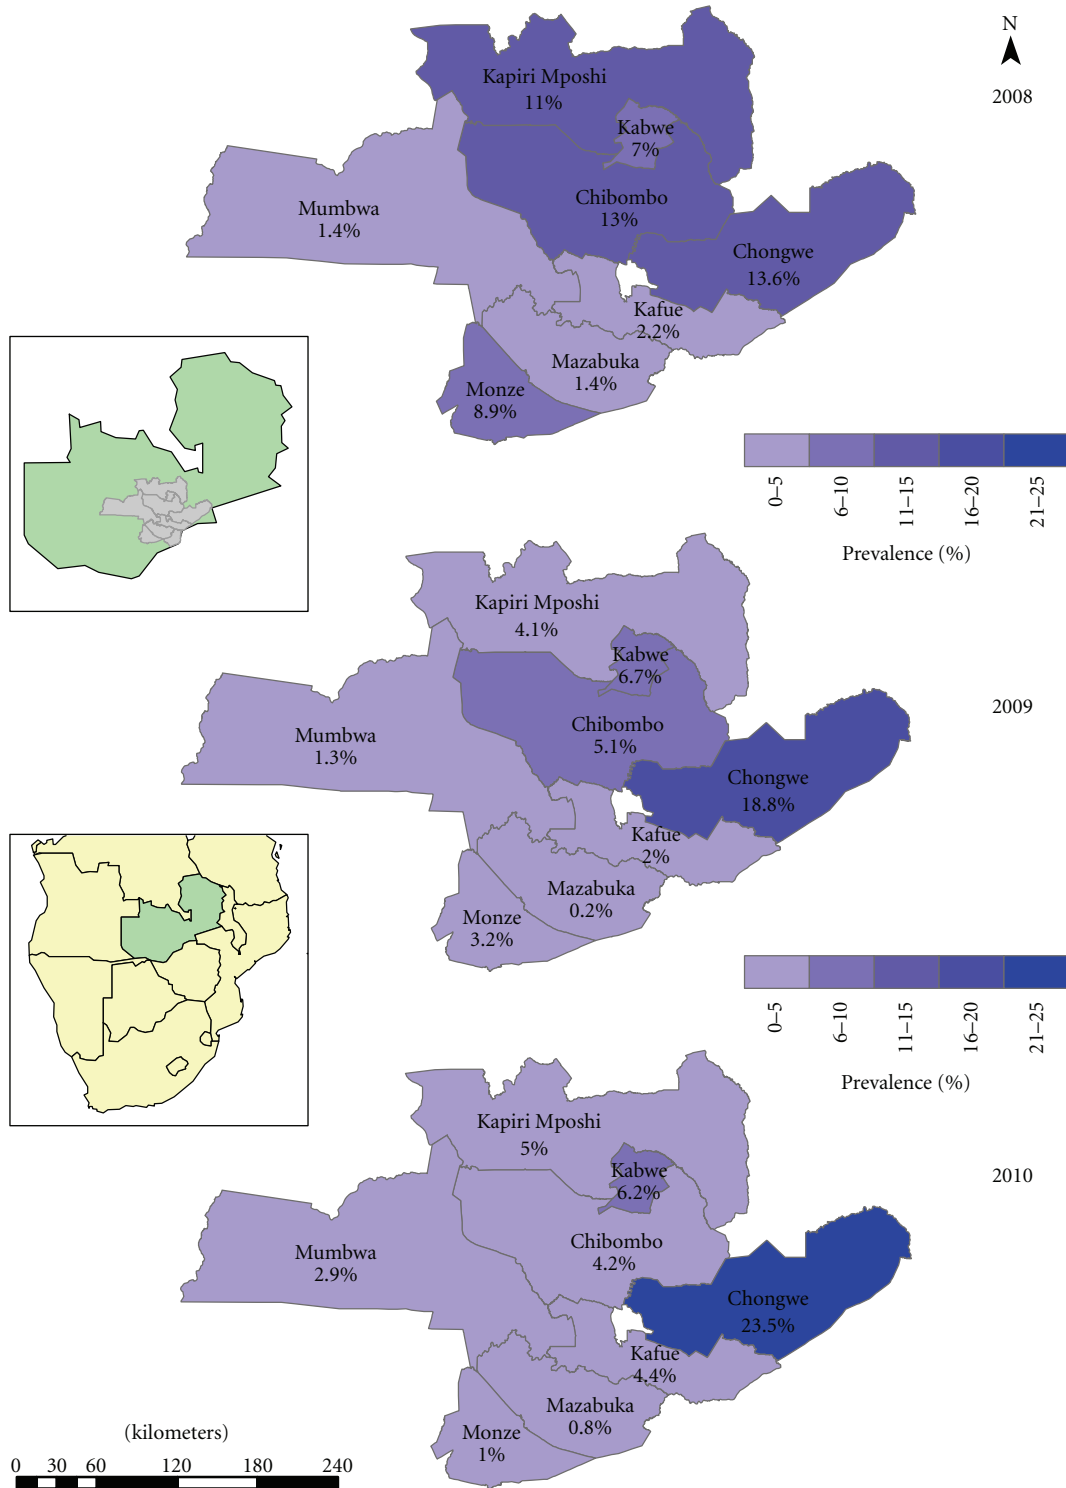 N
2008
Kapiri Mposhi
11%
Kabwe
7%
Mumbwa
1.4%
Chibombo
13%
Chongwe
13.6%
Kafue
2.2%
Mazabuka
1.4%
Monze
8.9%
0–5
6–10
11–15
16–20
21–25
Prevalence (%)
2009
Kapiri Mposhi
4.1%
Kabwe
6.7%
Mumbwa
1.3%
Chibombo
5.1%
Chongwe
18.8%
Kafue
2%
Mazabuka
0.2%
Monze
3.2%
0–5
6–10
11–15
16–20
21–25
Prevalence (%)
2010
Kapiri Mposhi
5%
Kabwe
6.2%
Mumbwa
2.9%
Chibombo
4.2%
Chongwe
23.5%
Kafue
4.4%
Mazabuka
0.8%
Monze
1%
(kilometers)
0 30 60 120 180 240